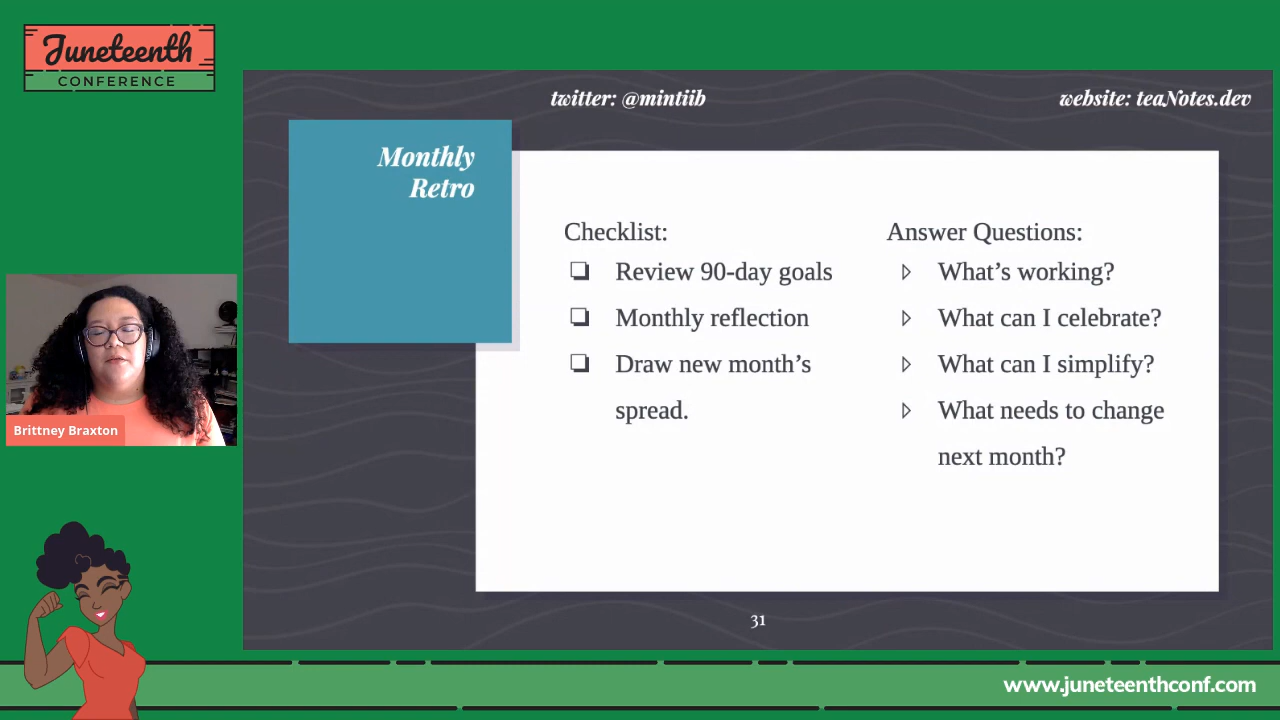 Juneteenth
CONFERENCE
twitter: @mintiib
website: teaNotes.dev
Monthly
Retro
Checklist:
❏ Review 90-day goals
❏ Monthly reflection
❏ Draw new month’s
spread.
Answer Questions:
▷ What’s working?
▷ What can I celebrate?
▷ What can I simplify?
▷ What needs to change
next month?
Brittney Braxton
31
www.juneteenthconf.com